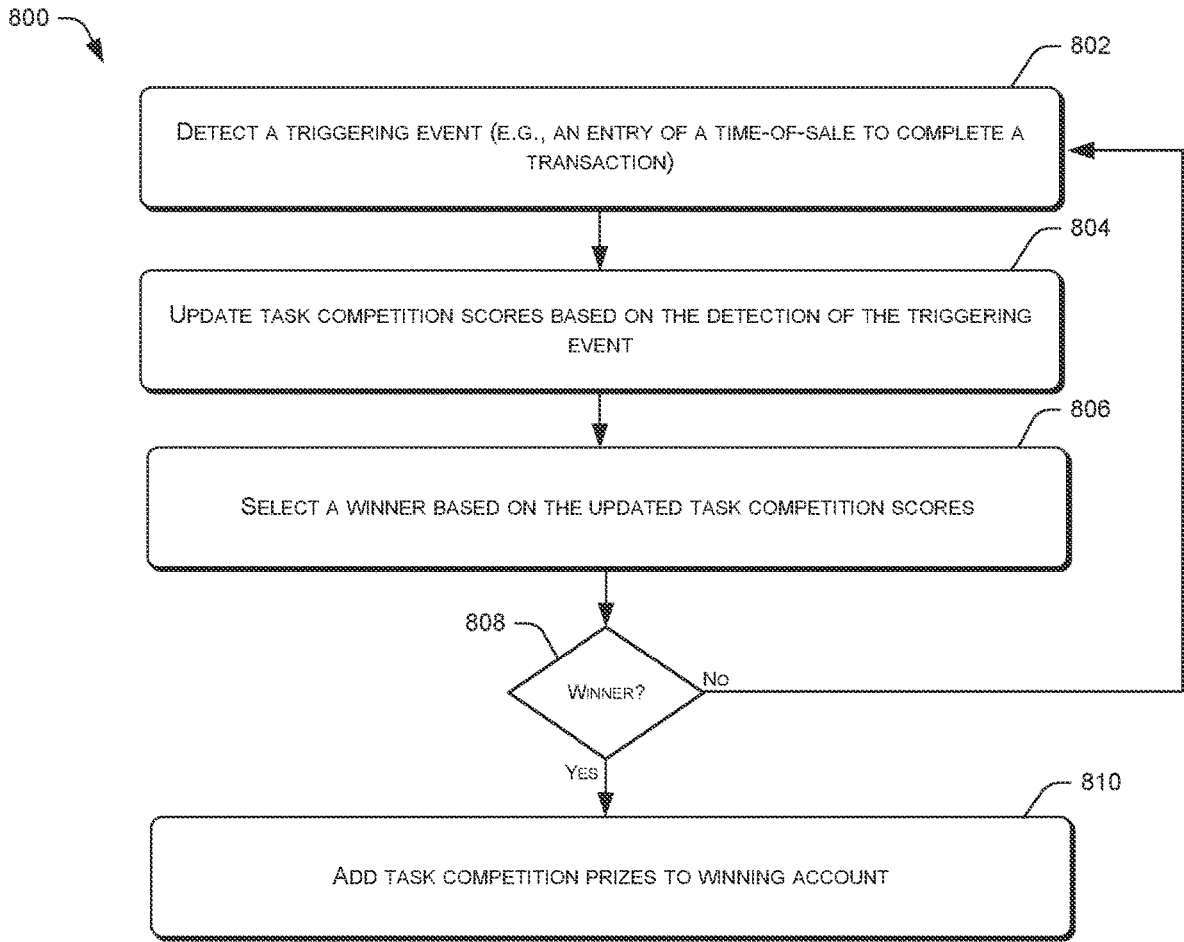 800
802
DETECT A TRIGGERING EVENT (E.G., AN ENTRY OF A TIME-OF-SALE TO COMPLETE A
TRANSACTION)
804
UPDATE TASK COMPETITION SCORES BASED ON THE DETECTION OF THE TRIGGERING
EVENT
806
SELECT A WINNER BASED ON THE UPDATED TASK COMPETITION SCORES
808
WINNER?
NO
YES
810
ADD TASK COMPETITION PRIZES TO WINNING ACCOUNT